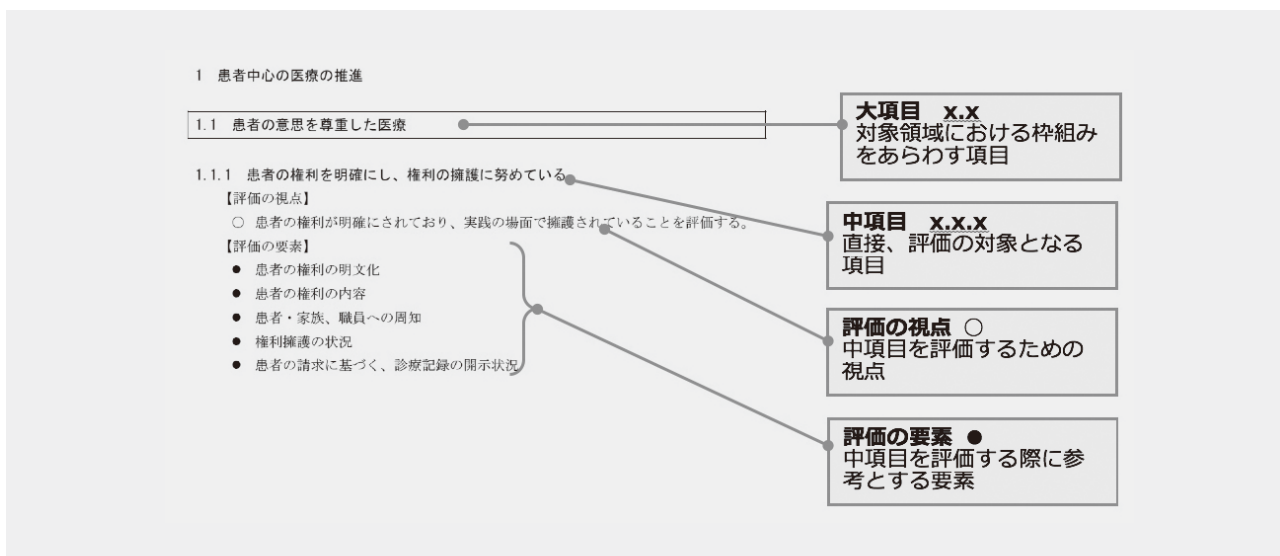 1 患者中心の医療の推進
1.1 患者の意思を尊重した医療
1.1.1 患者の権利を明確にし、権利の擁護に努めている
【評価の視点】
○ 患者の権利が明確にされており、実践の場面で擁護されていることを評価する。
【評価の要素】
● 患者の権利の明文化
● 患者の権利の内容
● 患者・家族、職員への周知
● 権利擁護の状況
● 患者の請求に基づく、診療記録の開示状況
大項目 x.x
対象領域における枠組み
をあらわす項目
中項目 x.x.x
直接、評価の対象となる
項目
評価の視点 ○
中項目を評価するための
視点
評価の要素 ●
中項目を評価する際に参
考とする要素